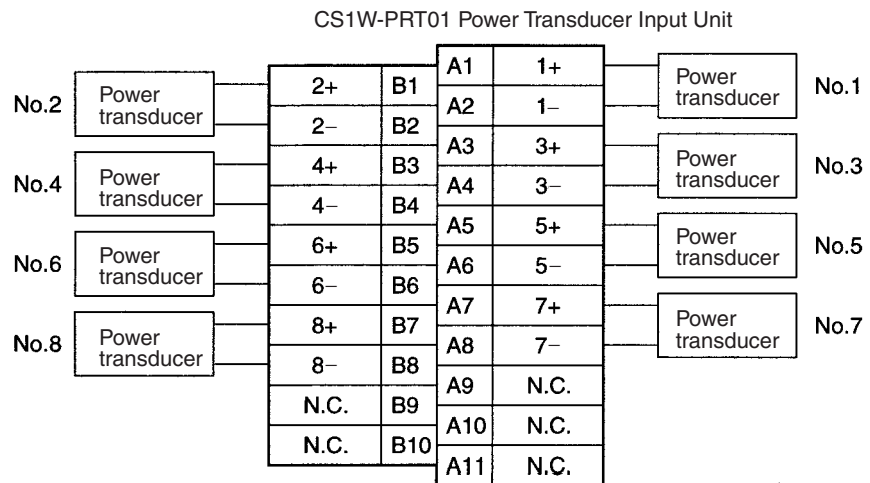 CS1W-PRT01 Power Transducer Input Unit
A1 1+
Power
transducer
No.1
2+ B1
No.2
Power
transducer
A2 1−
2− B2
A3 3+
Power
transducer
No.3
4+ B3
No.4
Power
transducer
A4 3−
4− B4
A5 5+
Power
transducer
No.5
6+ B5
No.6
Power
transducer
A6 5−
6− B6
A7 7+
Power
transducer
No.7
8+ B7
No.8
Power
transducer
A8 7−
8− B8
A9 N.C.
N.C. B9
A10 N.C.
N.C. B10
A11 N.C.